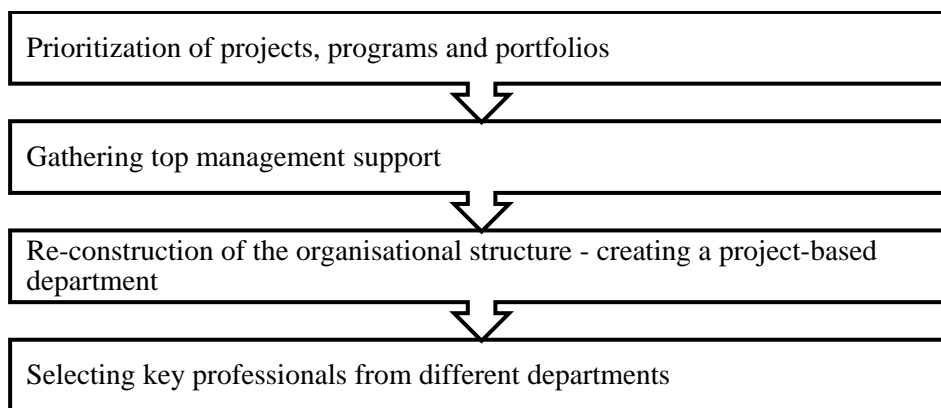 Prioritization of projects, programs and portfolios
Gathering top management support
Re-construction of the organisational structure - creating a project-based
department
Selecting key professionals from different departments